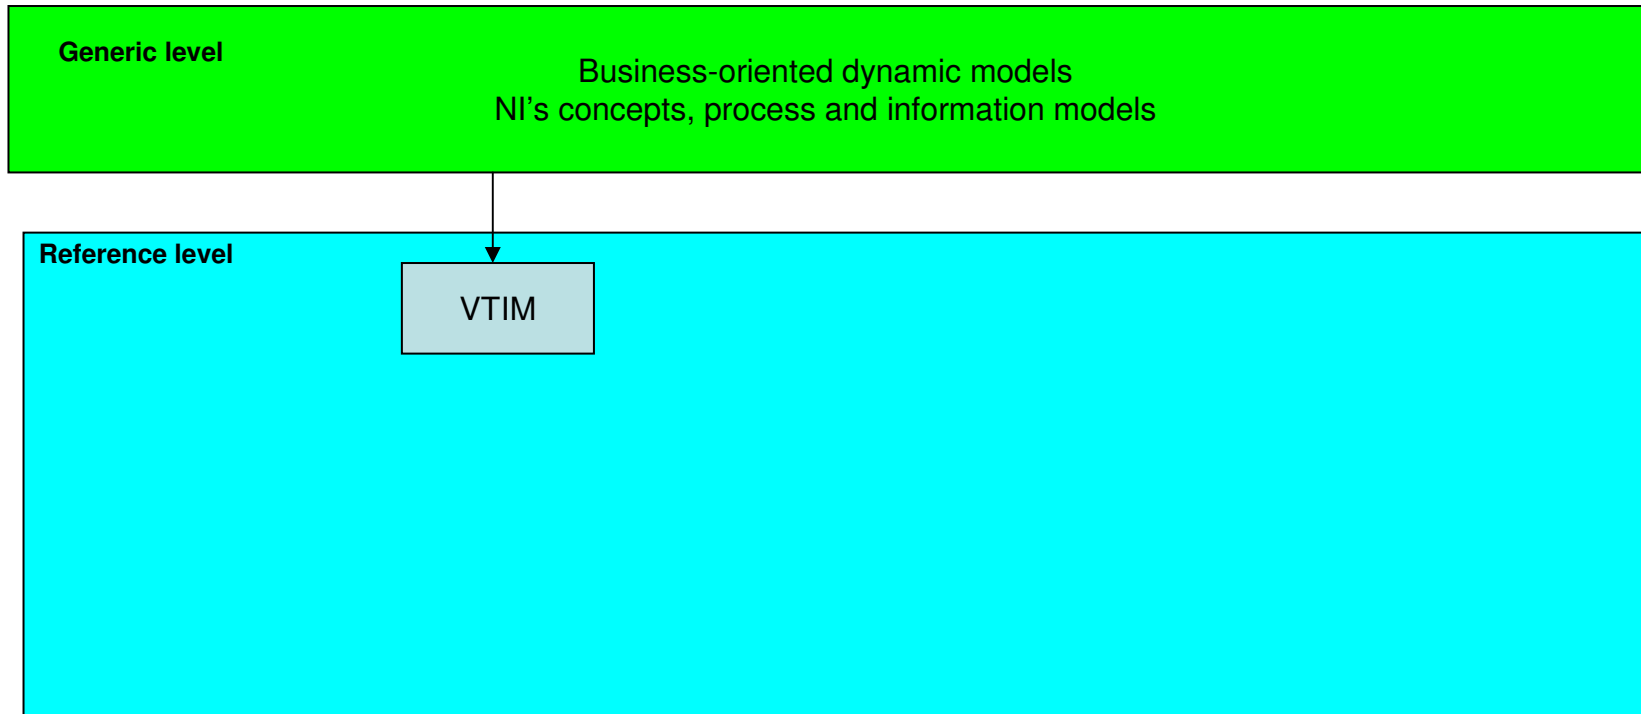 Generic level
Business-oriented dynamic models
NI's concepts, process and information models
Reference level
VTIM